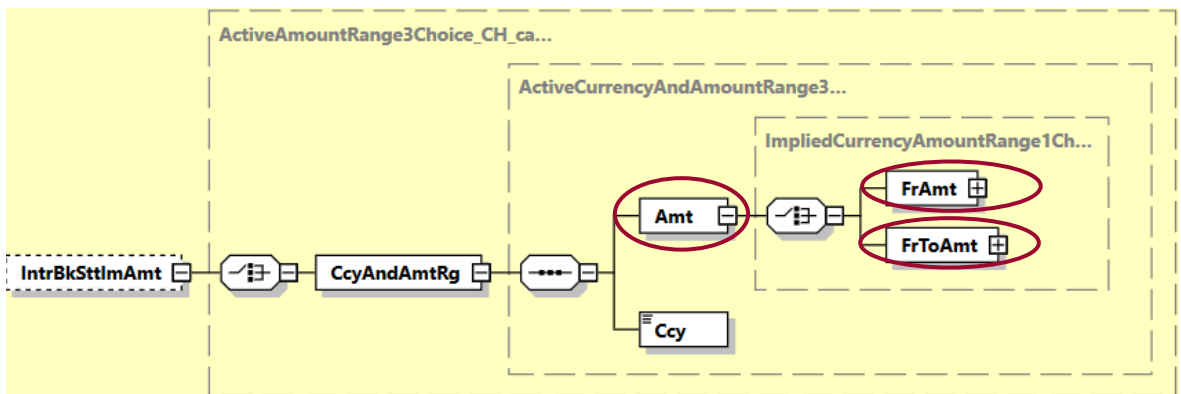 ActiveAmountRange3Choice_CH_ca...
ActiveCurrencyAndAmountRange3...
ImpliedCurrencyAmountRange1Ch...
FrAmt
Amt
FrToAmt
IntrBkSttlmAmt
CcyAndAmtRg
Ccy